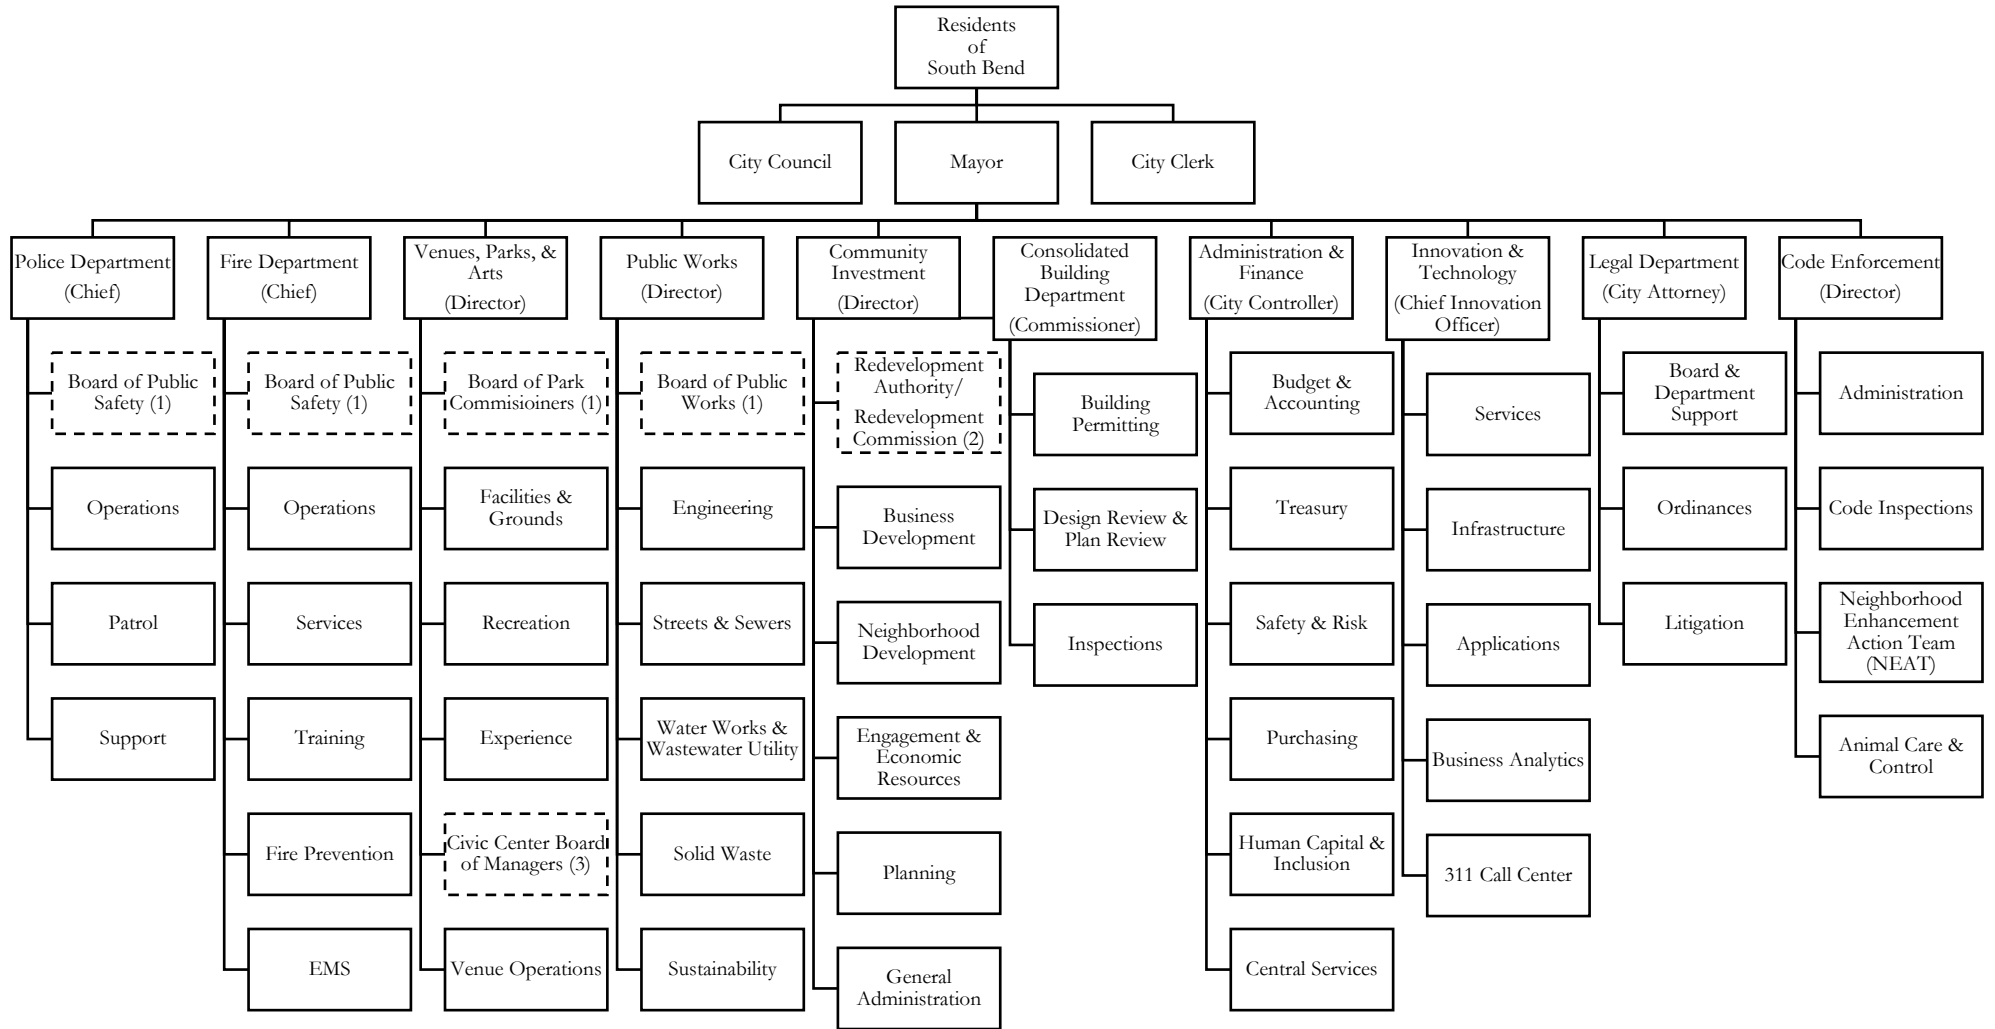 Residents
of
South Bend
City Council
Mayor
City Clerk
Police Department
(Chief)
Fire Department
(Chief)
Venues, Parks, &
Arts
(Director)
Public Works
(Director)
Community
Investment
(Director)
Consolidated
Building
Department
(Commissioner)
Administration &
Finance
(City Controller)
Innovation &
Technology
(Chief Innovation
Officer)
Legal Department
(City Attorney)
Code Enforcement
(Director)
Board of Public
Safety (1)
Operations
Patrol
Support
Board of Public
Safety (1)
Operations
Services
Training
Fire Prevention
EMS
Board of Park
Commisioiners (1)
Facilities &
Grounds
Recreation
Experience
Civic Center Board
of Managers (3)
Venue Operations
Board of Public
Works (1)
Engineering
Streets & Sewers
Water Works &
Wastewater Utility
Solid Waste
Sustainability
Redevelopment
Authority/
Redevelopment
Commission (2)
Business
Development
Neighborhood
Development
Engagement &
Economic
Resources
Planning
General
Administration
Building
Permitting
Design Review &
Plan Review
Inspections
Budget &
Accounting
Treasury
Safety & Risk
Purchasing
Human Capital &
Inclusion
Central Services
Services
Infrastructure
Applications
Business Analytics
311 Call Center
Board &
Department
Support
Ordinances
Litigation
Administration
Code Inspections
Neighborhood
Enhancement
Action Team
(NEAT)
Animal Care &
Control